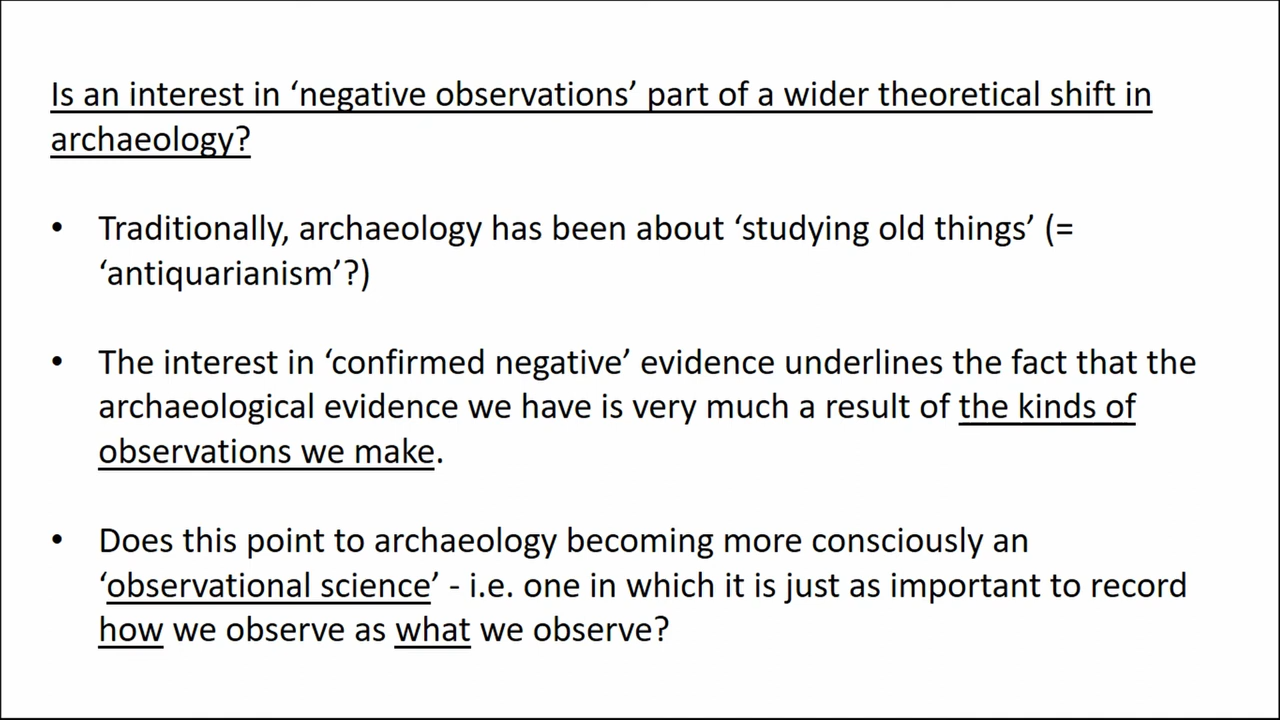 Is an interest in ‘negative observations’ part of a wider theoretical shift in
archaeology?
• Traditionally, archaeology has been about ‘studying old things’ (=
‘antiquarianism’?)
• The interest in ‘confirmed negative’ evidence underlines the fact that the
archaeological evidence we have is very much a result of the kinds of
observations we make.
• Does this point to archaeology becoming more consciously an
‘observational science’ - i.e. one in which it is just as important to record
how we observe as what we observe?